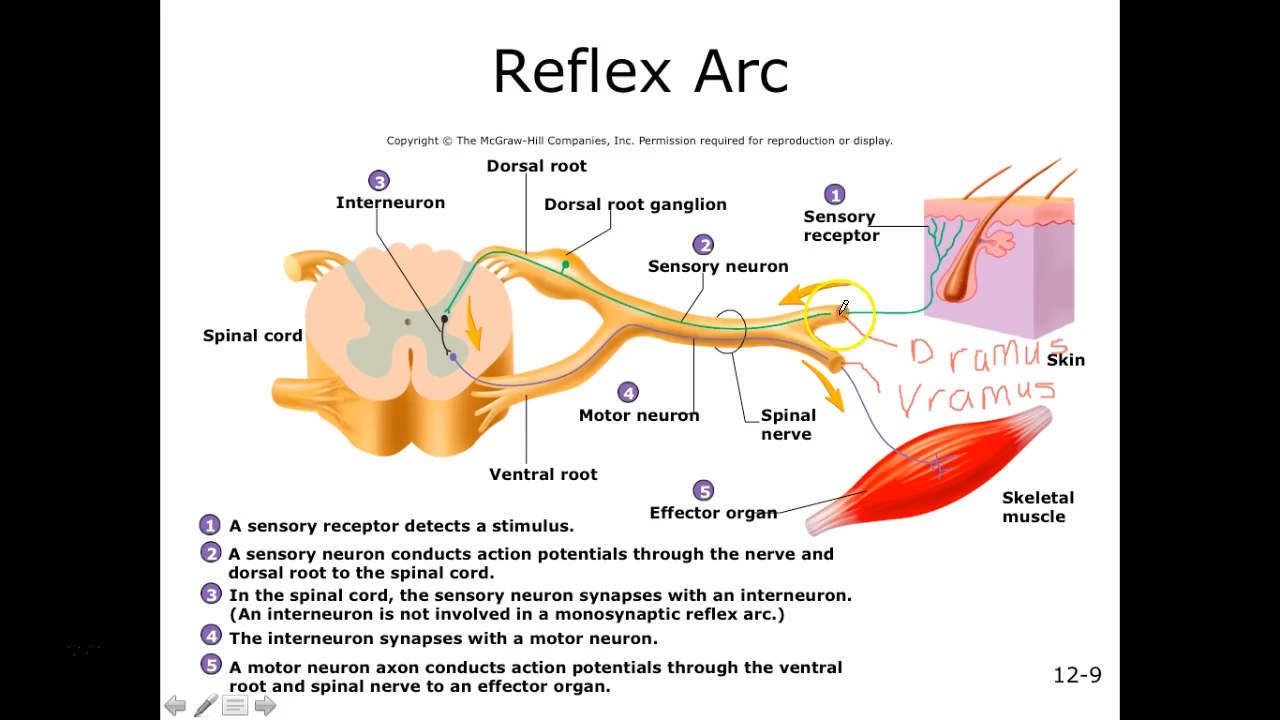 Reflex Arc
Copyright © The McGraw-Hill Companies, Inc. Permission required for reproduction or display.
Dorsal root
3
Interneuron
Dorsal root ganglion
1
Sensory
receptor
2
Sensory neuron
Spinal cord
D ramus
Skin
V ramus
4
Motor neuron
Spinal
nerve
Ventral root
5
Effector organ
Skeletal
muscle
1 A sensory receptor detects a stimulus.
2 A sensory neuron conducts action potentials through the nerve and
dorsal root to the spinal cord.
3 In the spinal cord, the sensory neuron synapses with an interneuron.
(An interneuron is not involved in a monosynaptic reflex arc.)
4 The interneuron synapses with a motor neuron.
5 A motor neuron axon conducts action potentials through the ventral
root and spinal nerve to an effector organ.
12-9